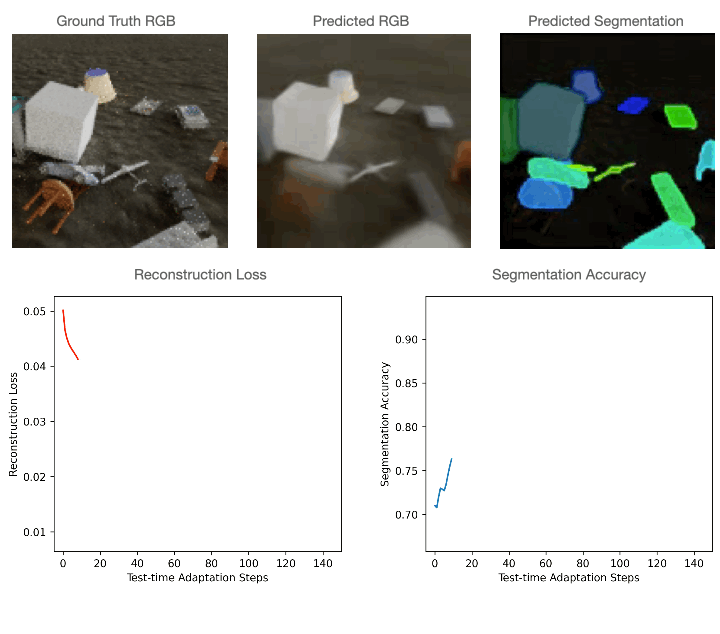 Ground Truth RGB
Predicted RGB
Predicted Segmentation
Reconstruction Loss
Segmentation Accuracy
Reconstruction Loss
0.05
0.04
0.03
0.02
0.01
0 20 40 60 80 100 120 140
Test-time Adaptation Steps
Segmentation Accuracy
0.90
0.85
0.80
0.75
0.70
0 20 40 60 80 100 120 140
Test-time Adaptation Steps